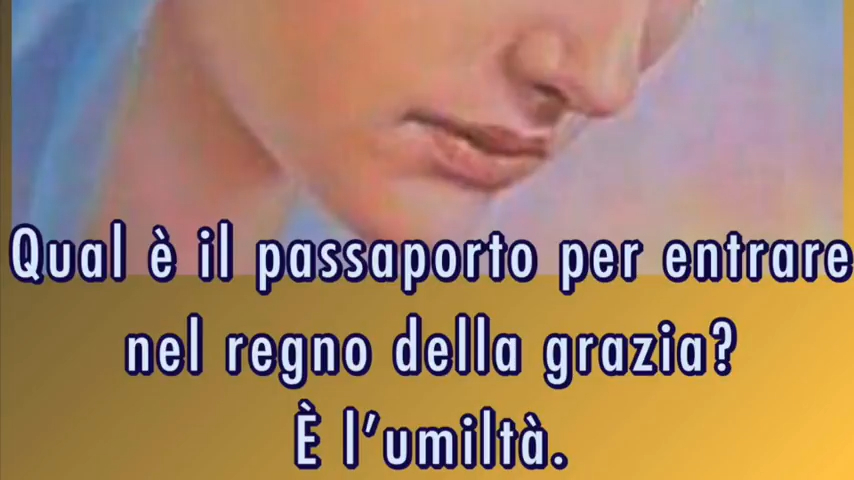 Qual è il passaporto per entrare
nel regno della grazia?
È l’umiltà.